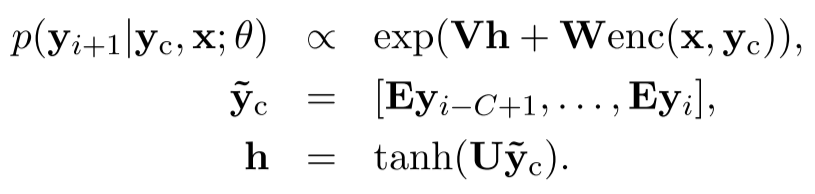 p(y_{i+1}|y_c, x; θ) ∝ exp(Vh + Wenc(x, y_c)),
ỹ_c = [Ey_{i−C+1}, . . . , Ey_i],
h = tanh(Uỹ_c).